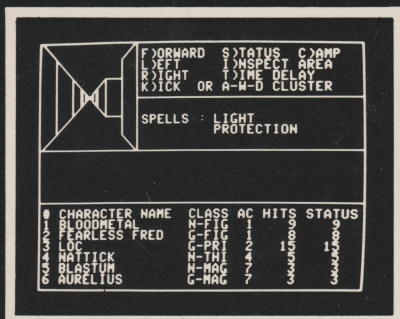 F)ORWARD S)TATUS C)AMP
L)EFT I)NSPECT AREA
R)IGHT T)IME DELAY
K)ICK OR A-W-D CLUSTER
SPELLS : LIGHT
PROTECTION
# CHARACTER NAME CLASS AC HITS STATUS
1 BLOODMETAL N-FIG 1 9 9
2 FEARLESS FRED G-FIG 1 8 8
3 LOC G-PRI 2 15 15
4 NATTICK N-THI 4 5 5
5 BLASTUM N-MAG 7 3 3
6 AURELIUS G-MAG 7 3 3